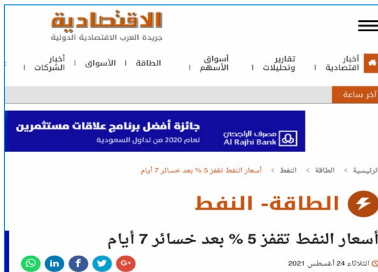 الاقتصادية
جريدة العرب الاقتصادية الدولية
أخبار اقتصادية | تقارير وتحليلات | أسواق الأسهم | الطاقة | الأسواق | أخبار الشركات |
آخر ساعة
جائزة أفضل برنامج علاقات مستثمرين
لعام 2020 من تداول السعودية
مصرف الراجحي
Al Rajhi Bank
الرئيسية > الطاقة > النفط > أسعار النفط تقفز 5 % بعد خسائر 7 أيام
الطاقة- النفط
أسعار النفط تقفز 5 % بعد خسائر 7 أيام
الثلاثاء 24 أغسطس 2021